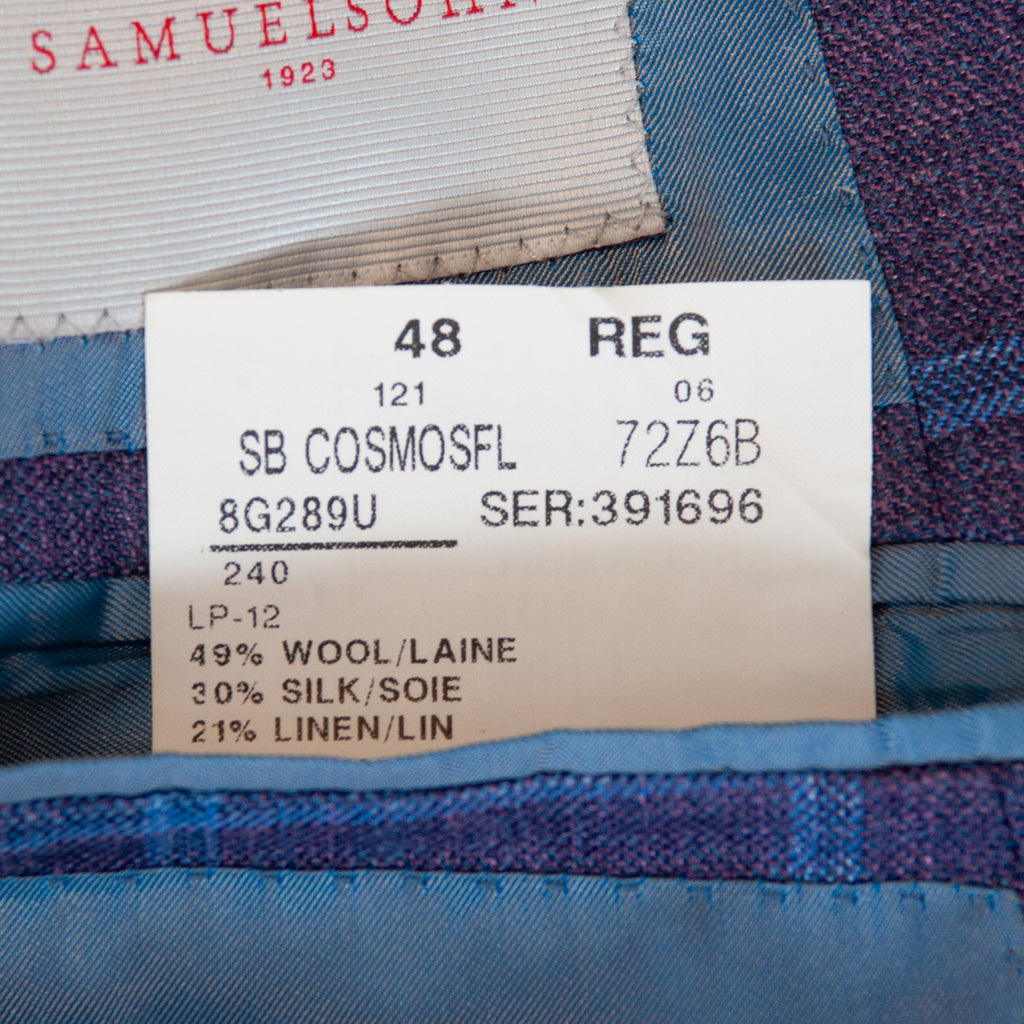 SAMUELSOHN
1923
48 REG
121 06
SB COSMOSFL 72Z6B
8G289U SER:391696
240
LP-12
49% WOOL/LAINE
30% SILK/SOIE
21% LINEN/LIN